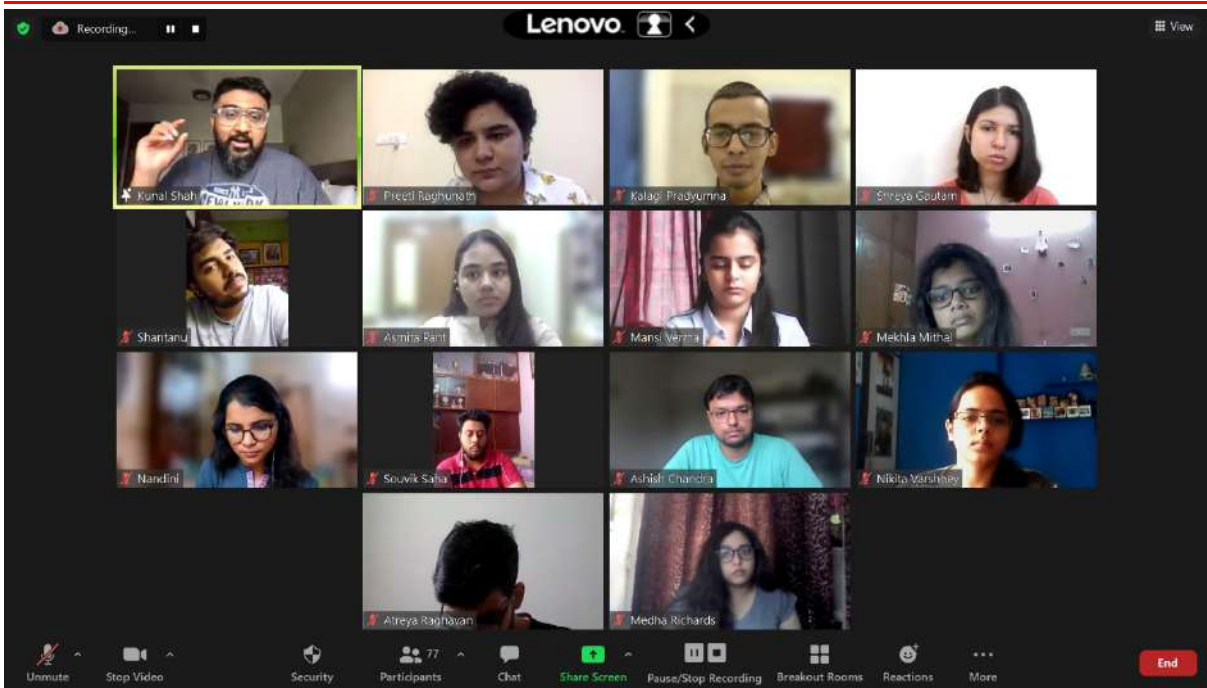 Lenovo
Recording...
View
SINCE
Kunal Shah
Preeti Raghunath
Kalagi Pradyumna
Shreya Gautam
Shantanu
Asmita Pant
Mansi Verma
Mekhla Mithal
Nandini
Souvik Saha
Ashish Chandra
Nikita Varshney
Atreya Raghavan
Medha Richards
Unmute
Stop Video
Security
77
Participants
Chat
Share Screen
Pause/Stop Recording
Breakout Rooms
Reactions
More
End